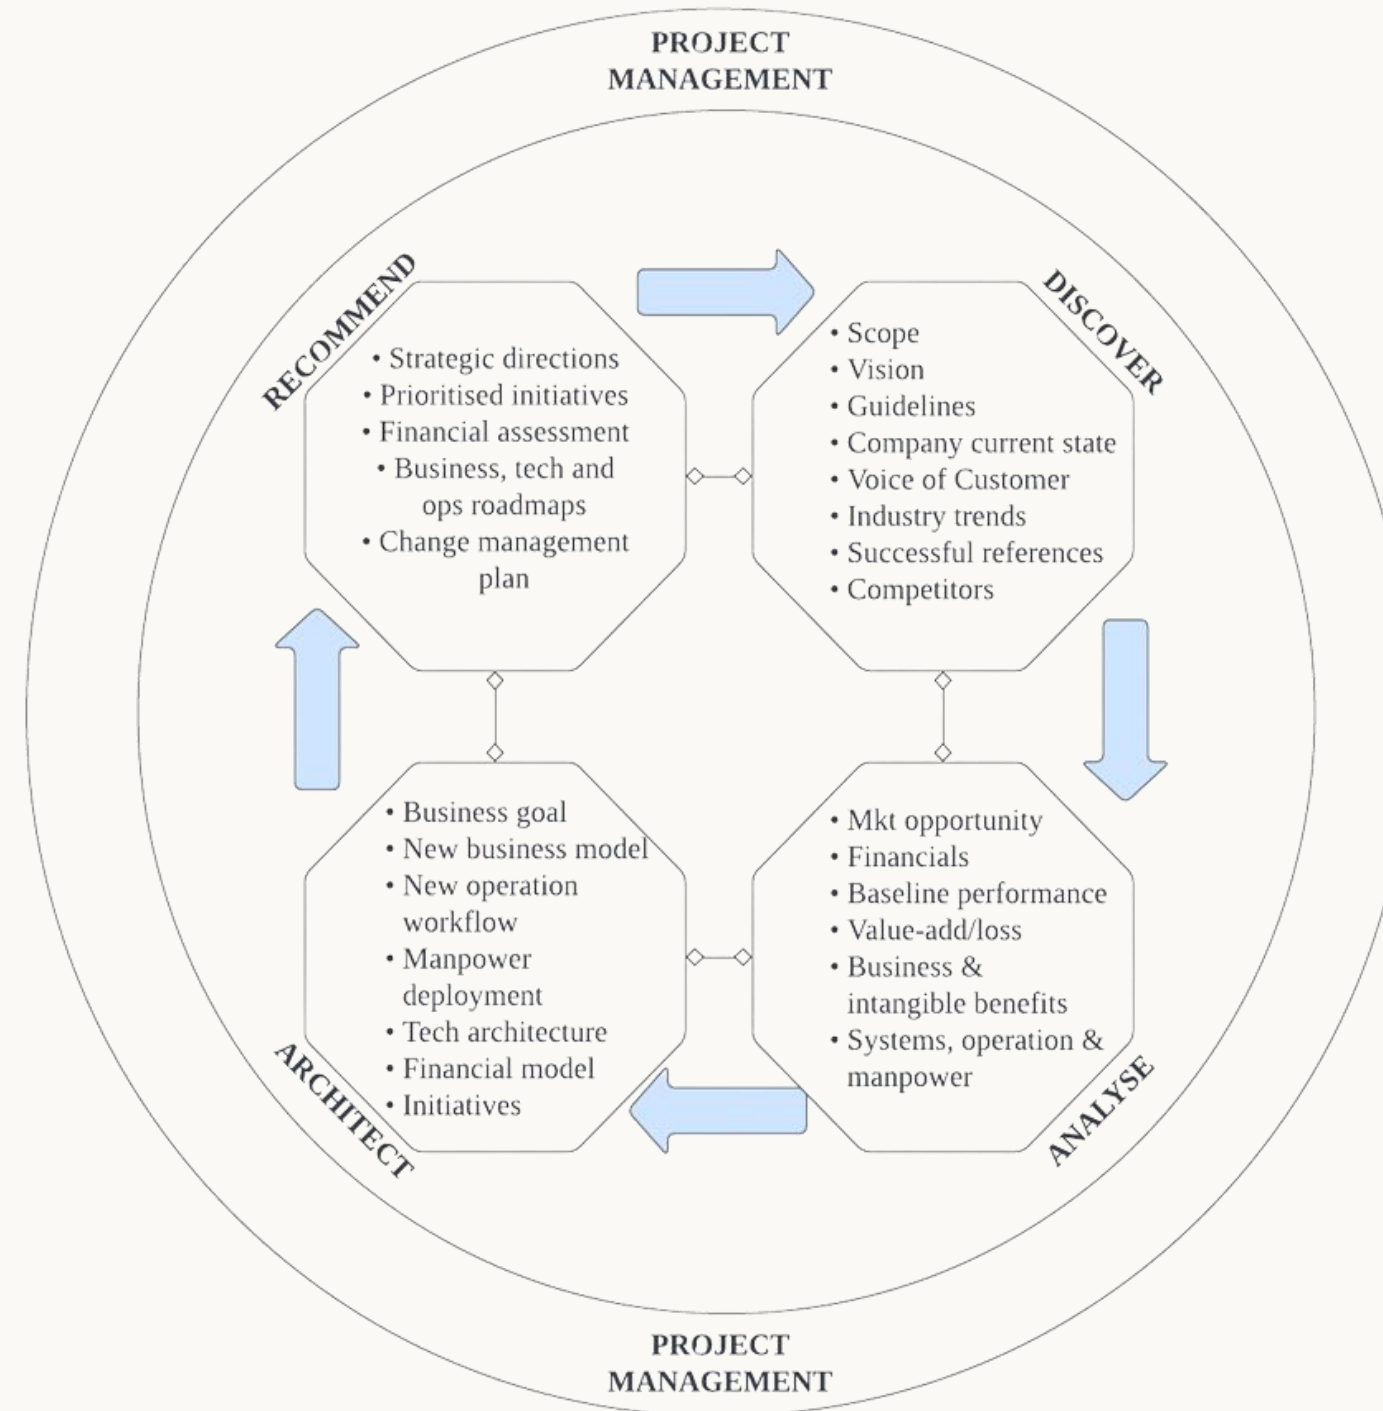 PROJECT
MANAGEMENT
RECOMMEND
• Strategic directions
• Prioritised initiatives
• Financial assessment
• Business, tech and
ops roadmaps
• Change management
plan
DISCOVER
• Scope
• Vision
• Guidelines
• Company current state
• Voice of Customer
• Industry trends
• Successful references
• Competitors
ARCHITECT
• Business goal
• New business model
• New operation
workflow
• Manpower
deployment
• Tech architecture
• Financial model
• Initiatives
ANALYSE
• Mkt opportunity
• Financials
• Baseline performance
• Value-add/loss
• Business &
intangible benefits
• Systems, operation &
manpower
PROJECT
MANAGEMENT